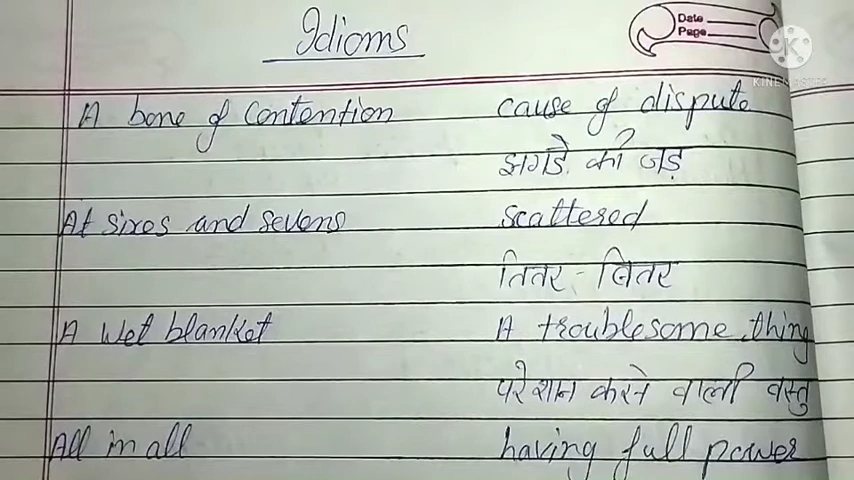 Idioms
Date
Page
A bone of Contention cause of dispute
झगड़े की जड़
At sixes and sevens scattered
तितर - बितर
A wet blanket A troublesome thing
परेशान करने वाली वस्तु
All in all having full power